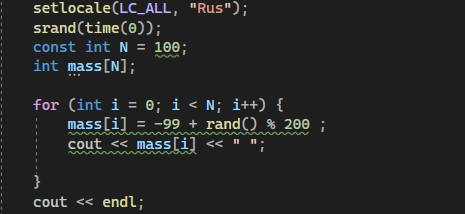 setlocale(LC_ALL, "Rus");
srand(time(0));
const int N = 100;
int mass[N];
for (int i = 0; i < N; i++) {
mass[i] = -99 + rand() % 200 ;
cout << mass[i] << " ";
}
cout << endl;